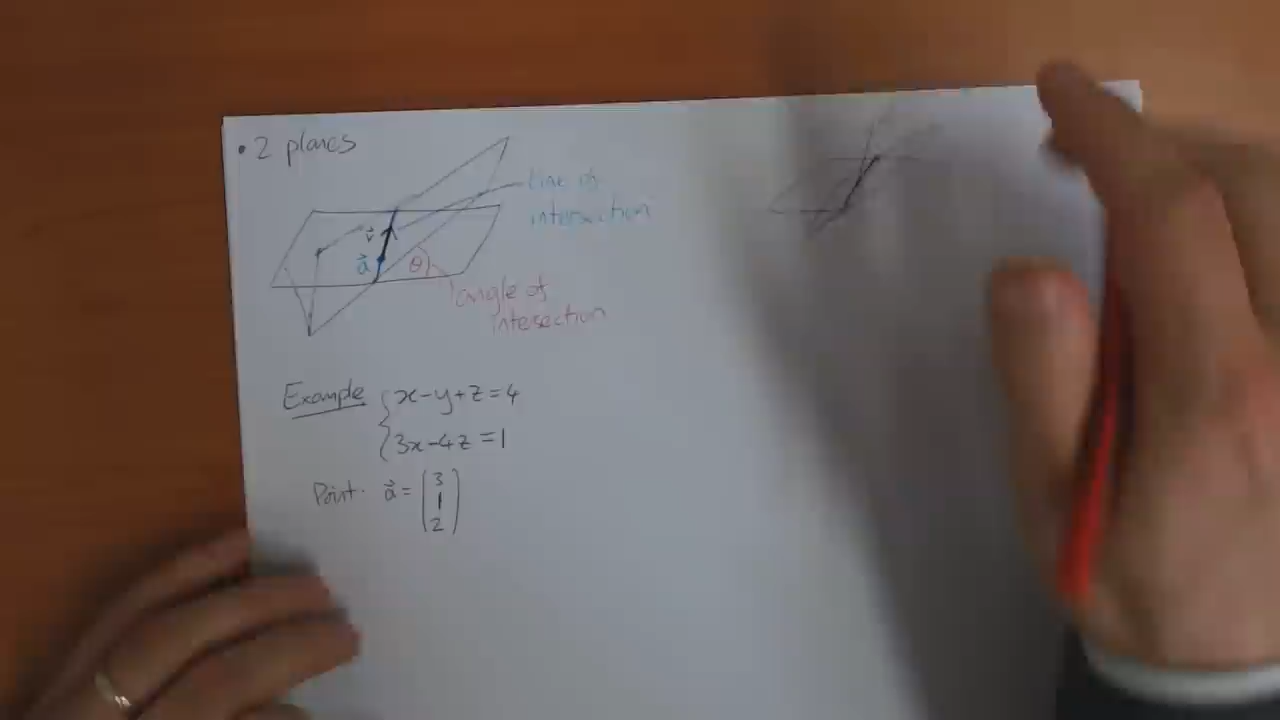 • 2 planes
Line of
intersection
v⃗
a⃗
θ
angle of
intersection
Example { x-y+z=4
3x-4z=1
Point: a⃗ = (3
1
2)